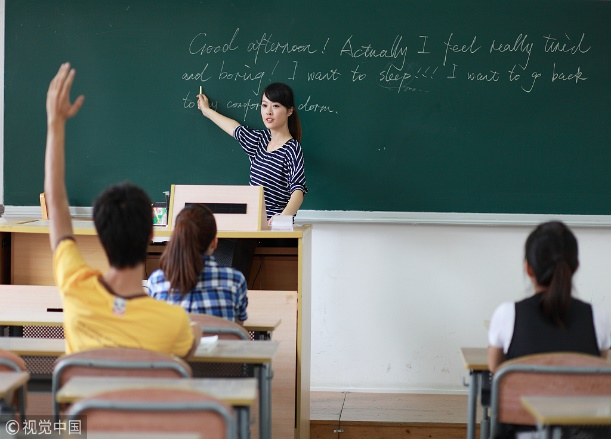 Good afternoon! Actually I feel really tired
and boring! I want to sleep!!! I want to go back
to my comfor dorm.
©视觉中国